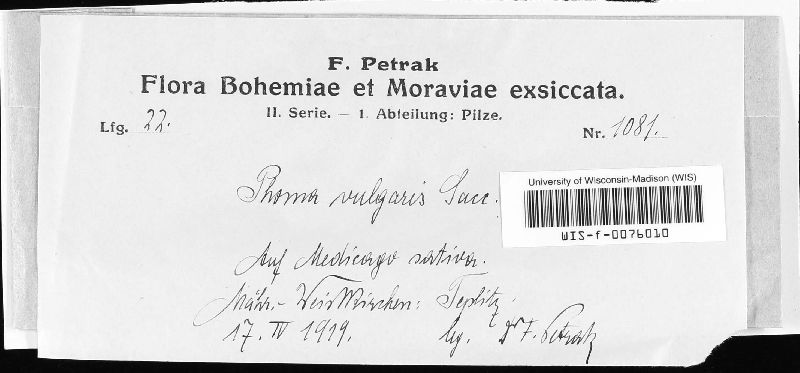 F. Petrak
Flora Bohemiae et Moraviae exsiccata.
II. Serie. – 1. Abteilung: Pilze.
Lfg. 22.
Nr. 1081.
Phoma vulgaris Sacc.
University of Wisconsin-Madison (WIS)
WIS-f-0076010
Auf Medicago sativa.
Mähr.-Weisskirchen: Teplitz.
17. IV 1919.
leg. Dr F. Petrak